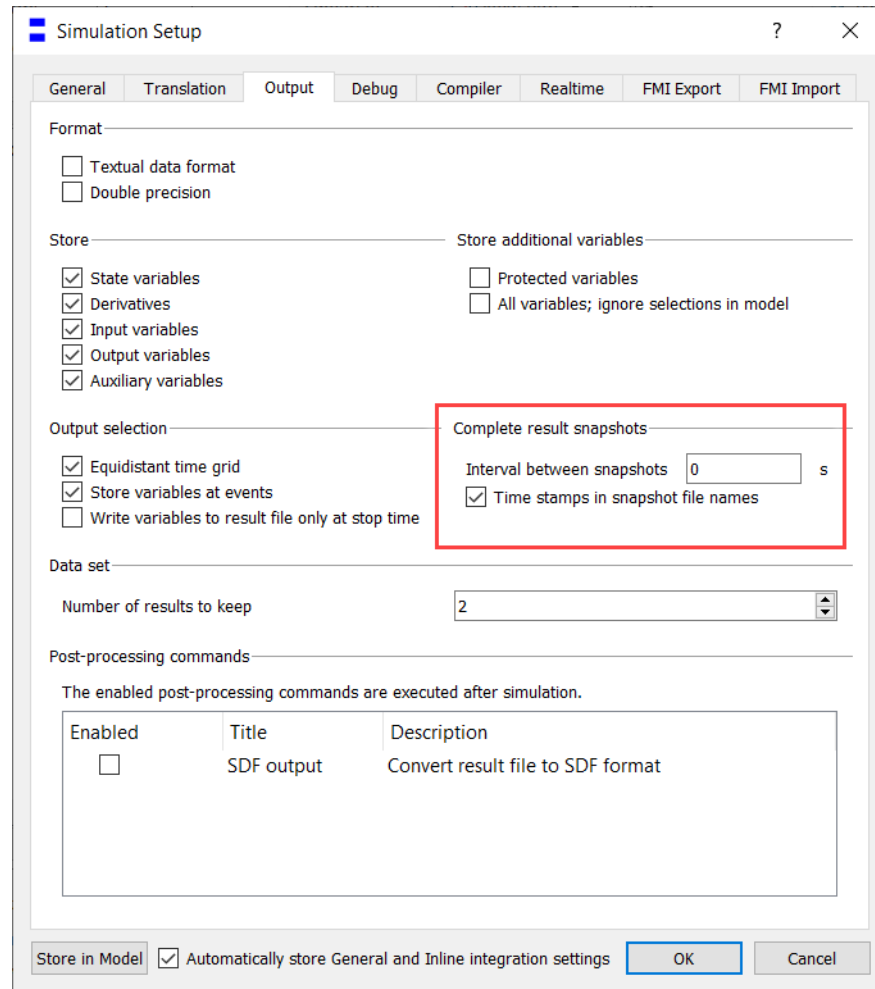 Simulation Setup
?
General Translation Output Debug Compiler Realtime FMI Export FMI Import
Format
Textual data format
Double precision
Store
Store additional variables
State variables
Protected variables
Derivatives
All variables; ignore selections in model
Input variables
Output variables
Auxiliary variables
Output selection
Complete result snapshots
Equidistant time grid
Interval between snapshots 0 s
Store variables at events
Time stamps in snapshot file names
Write variables to result file only at stop time
Data set
Number of results to keep 2
Post-processing commands
The enabled post-processing commands are executed after simulation.
Enabled Title Description
SDF output Convert result file to SDF format
Store in Model Automatically store General and Inline integration settings OK Cancel